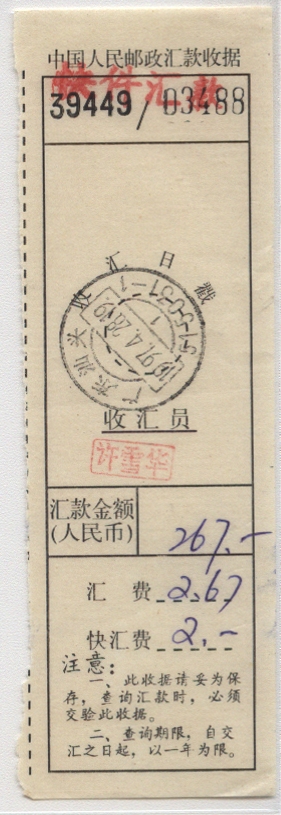 中国人民邮政汇款收据
快件汇款
39449 / 03488
收汇日戳
广东汕头
1997.4.28.19
收汇员
许雪华
汇款金额
(人民币)
267.-
汇 费 2.67
快汇费 2.-
注意：
一、此收据请妥为保
存，查询汇款时，必须
交验此收据。
二、查询期限，自交
汇之日起，以一年为限。